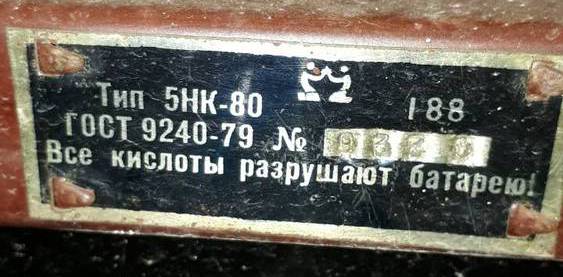 Тип 5НК-80 188
ГОСТ 9240-79 №
Все кислоты разрушают батарею!